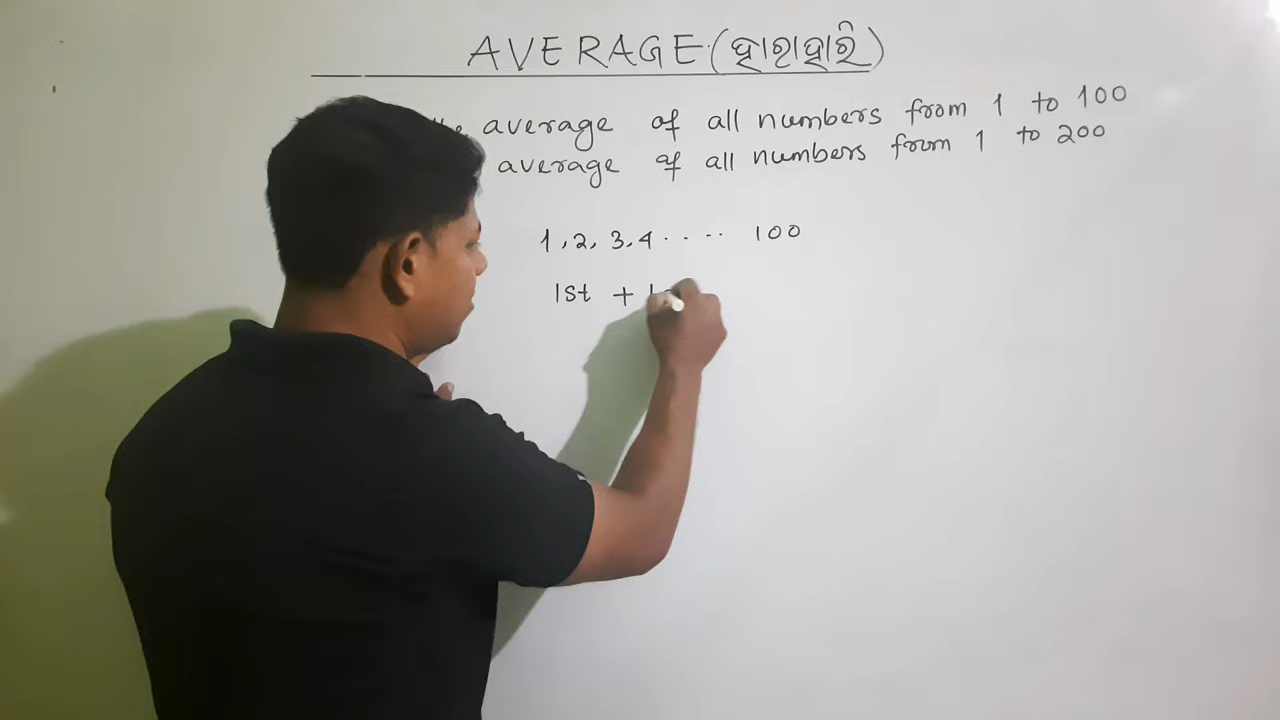 AVERAGE (ହାରାହାରି)
average of all numbers from 1 to 100
average of all numbers from 1 to 200
1, 2, 3, 4 . . . . . 100
1st +